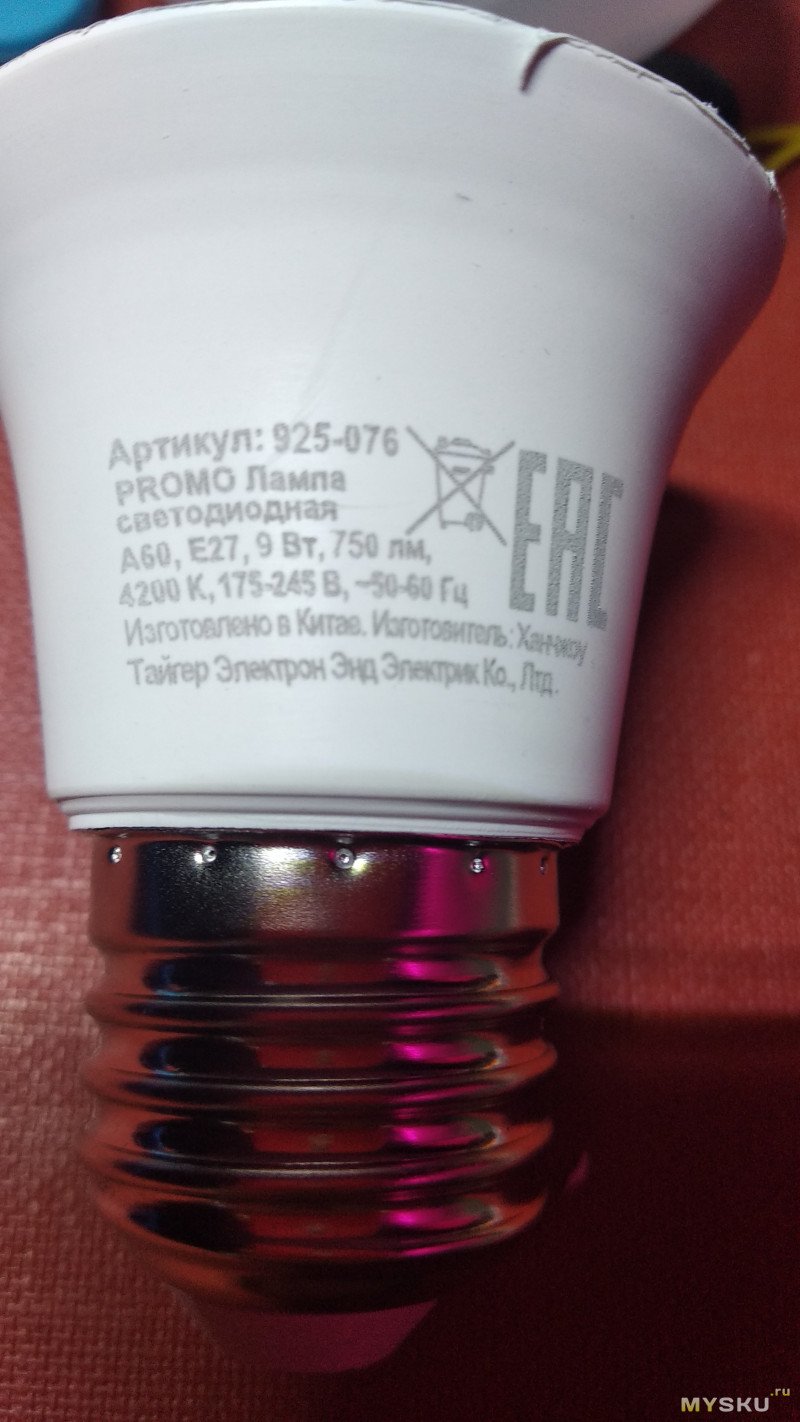 Артикул: 925-076
PROMO Лампа
светодиодная
А60, Е27, 9 Вт, 750 лм,
4200 К, 175-245 В, ~50-60 Гц
Изготовлено в Китае. Изготовитель: Ханчжоу
Тайгер Электрон Энд Электрик Ко., Лтд.
EAC
MYSKU.ru